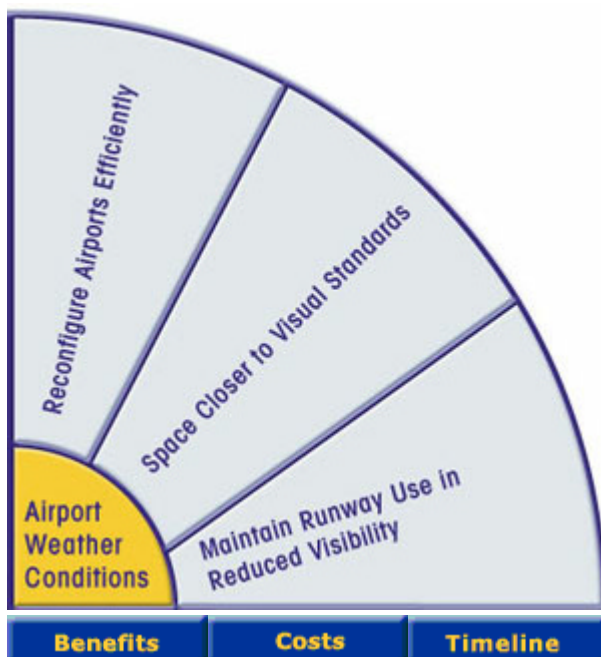 Reconfigure Airports Efficiently
Space Closer to Visual Standards
Maintain Runway Use in
Reduced Visibility
Airport
Weather
Conditions
Benefits
Costs
Timeline